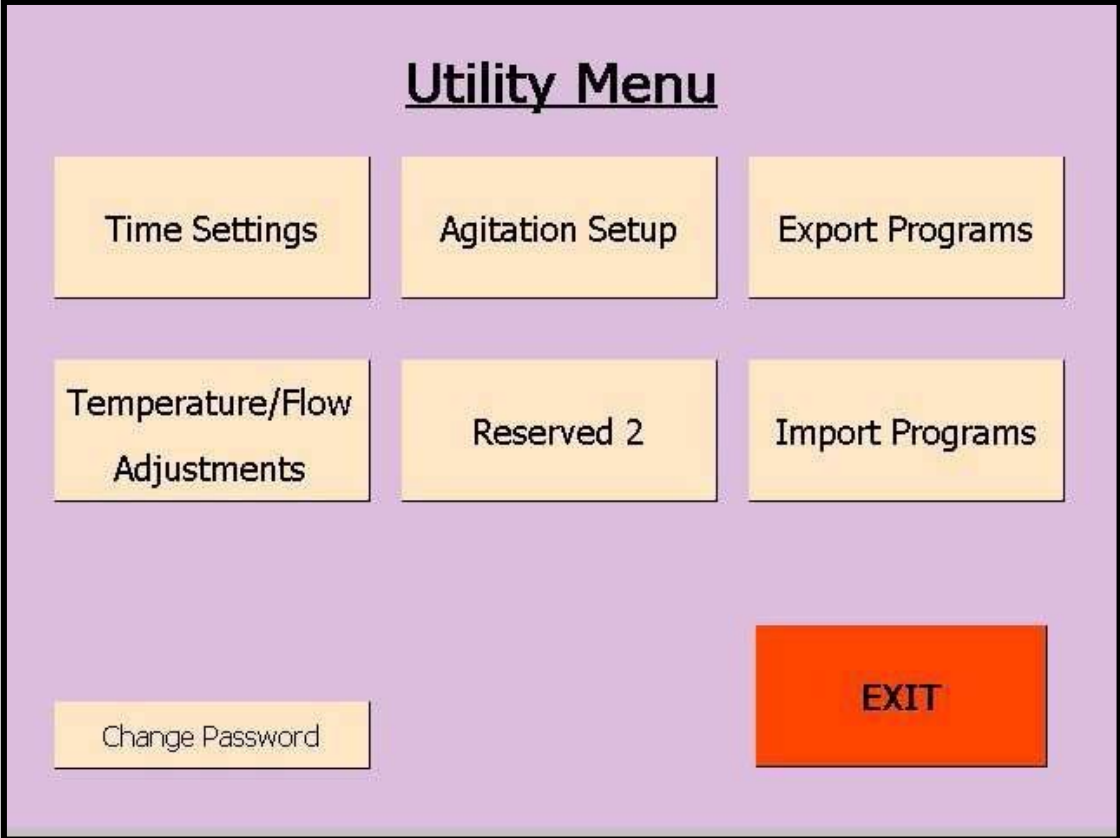 Utility Menu
Time Settings
Agitation Setup
Export Programs
Temperature/Flow
Adjustments
Reserved 2
Import Programs
EXIT
Change Password